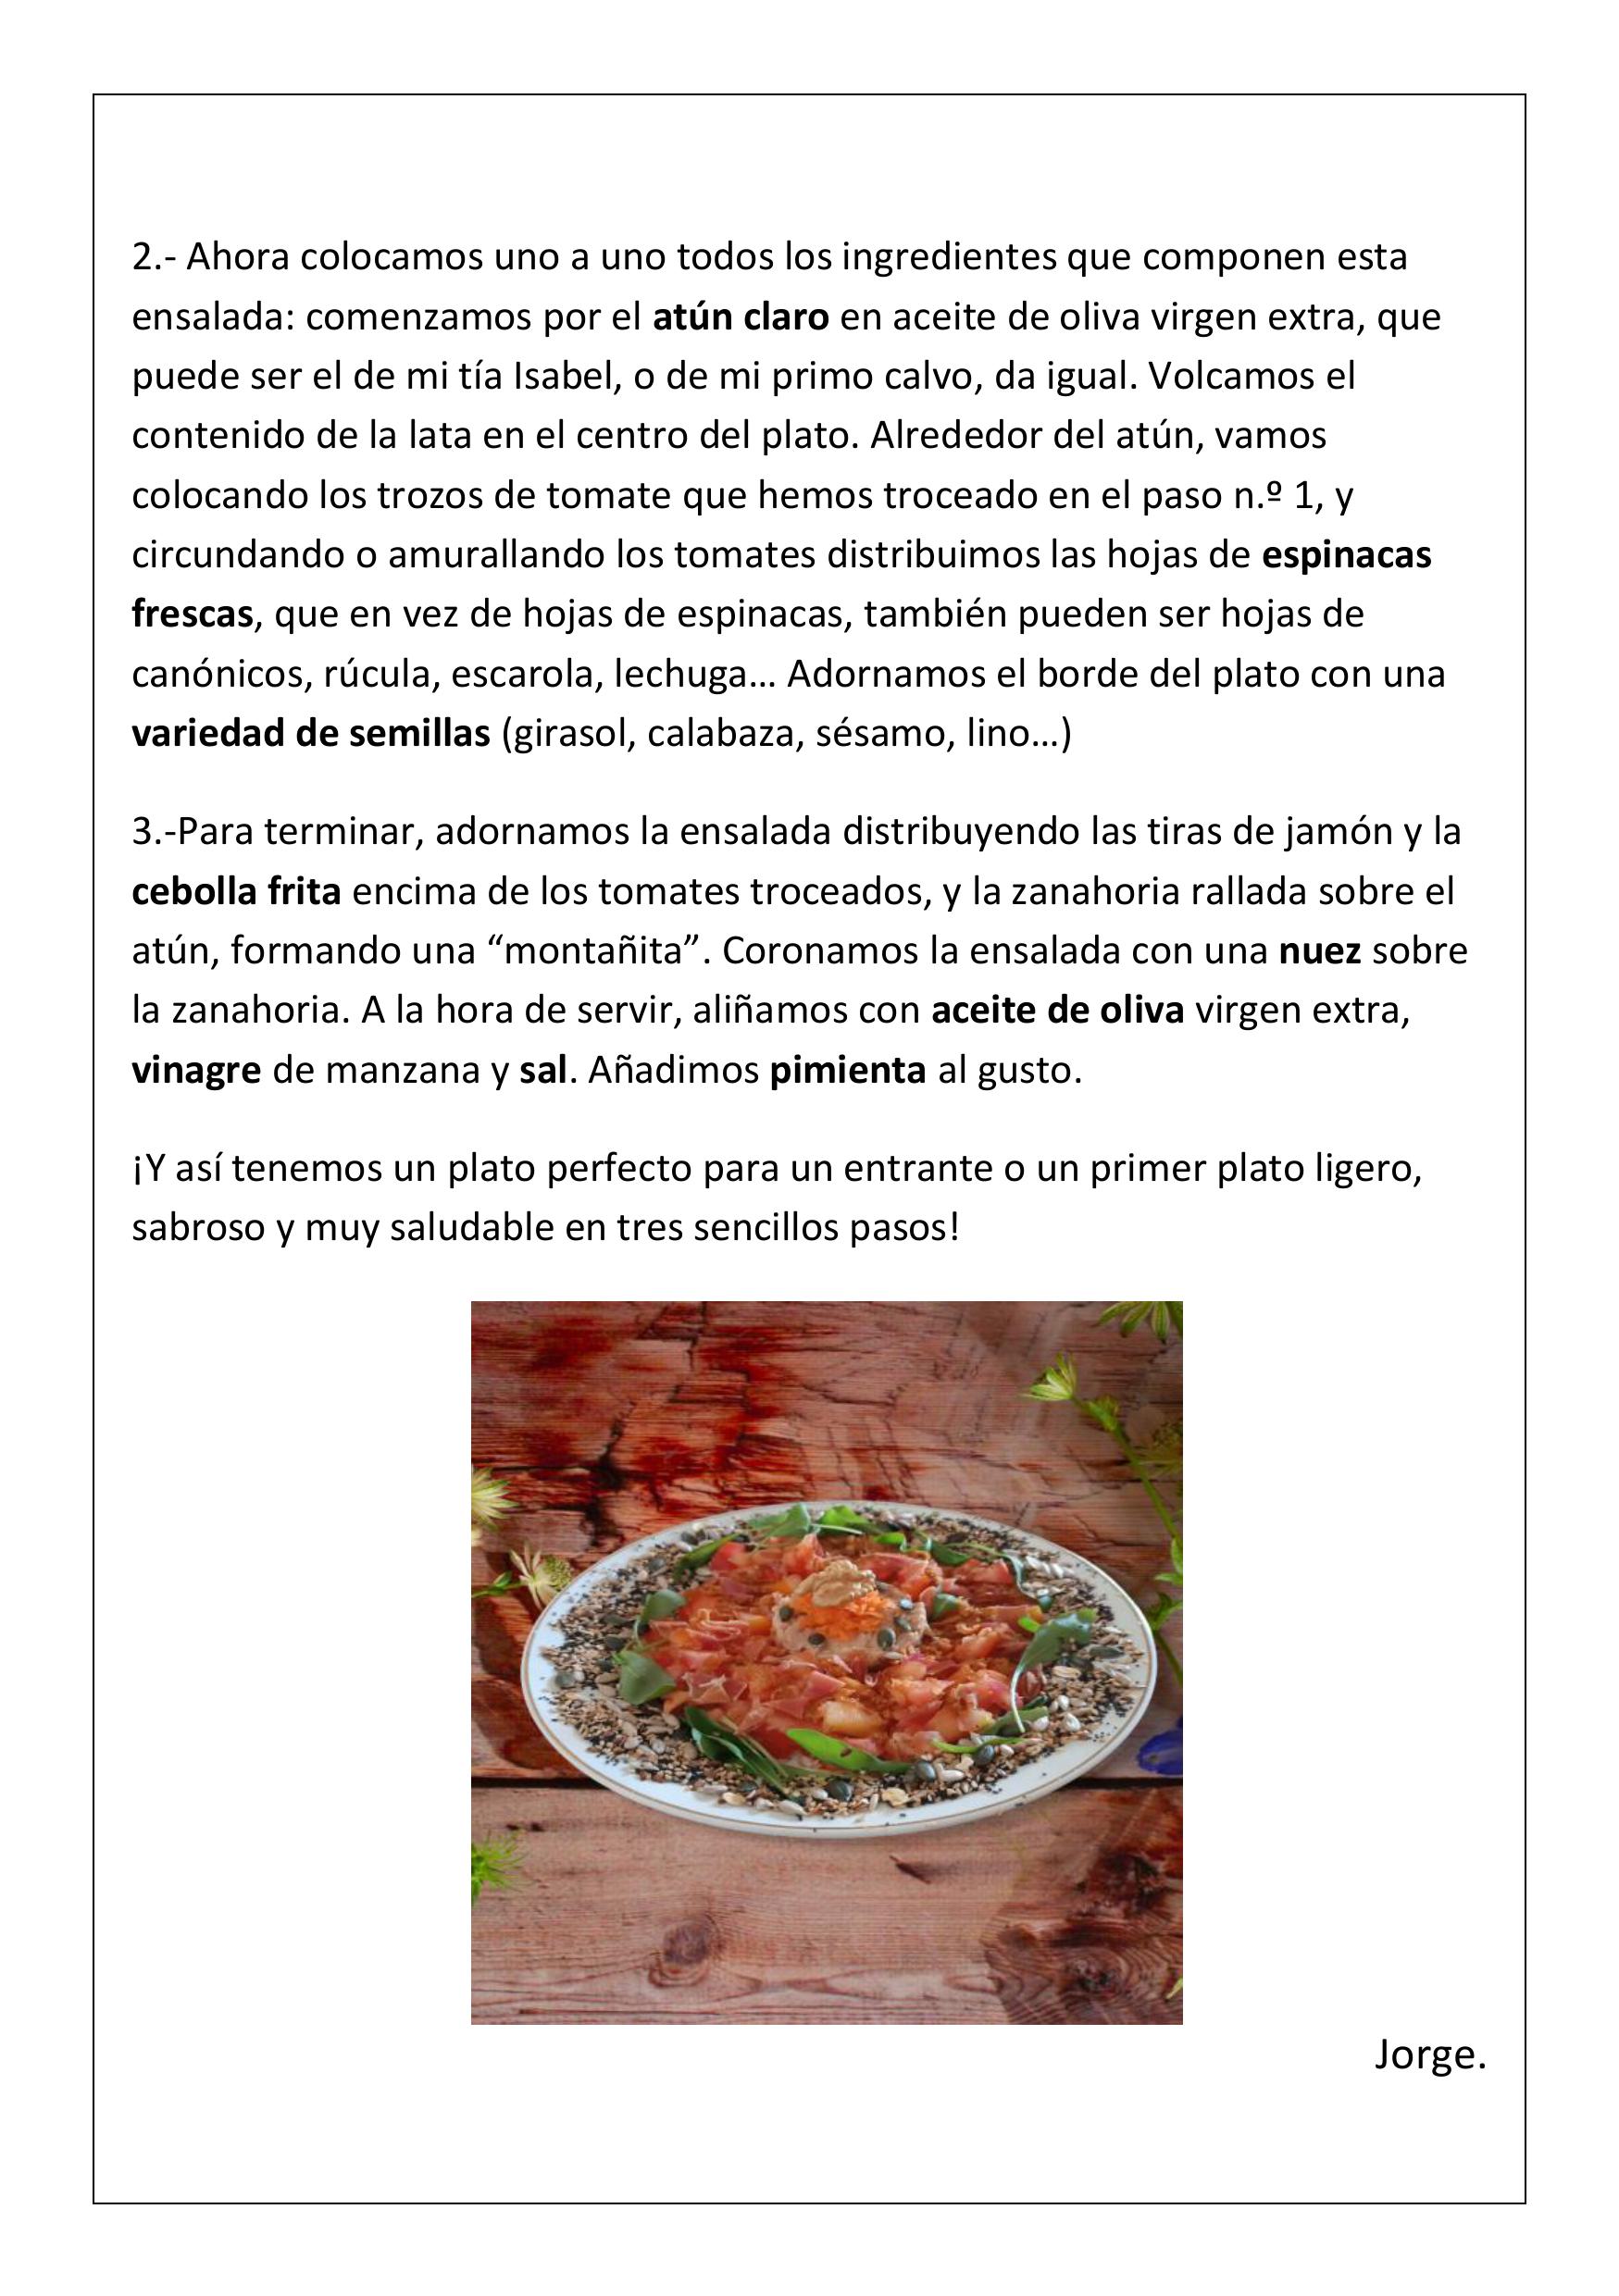 2.- Ahora colocamos uno a uno todos los ingredientes que componen esta
ensalada: comenzamos por el atún claro en aceite de oliva virgen extra, que
puede ser el de mi tía Isabel, o de mi primo calvo, da igual. Volcamos el
contenido de la lata en el centro del plato. Alrededor del atún, vamos
colocando los trozos de tomate que hemos troceado en el paso n.º 1, y
circundando o amurallando los tomates distribuimos las hojas de espinacas
frescas, que en vez de hojas de espinacas, también pueden ser hojas de
canónicos, rúcula, escarola, lechuga… Adornamos el borde del plato con una
variedad de semillas (girasol, calabaza, sésamo, lino…)
3.-Para terminar, adornamos la ensalada distribuyendo las tiras de jamón y la
cebolla frita encima de los tomates troceados, y la zanahoria rallada sobre el
atún, formando una “montañita”. Coronamos la ensalada con una nuez sobre
la zanahoria. A la hora de servir, aliñamos con aceite de oliva virgen extra,
vinagre de manzana y sal. Añadimos pimienta al gusto.
¡Y así tenemos un plato perfecto para un entrante o un primer plato ligero,
sabroso y muy saludable en tres sencillos pasos!
Jorge.